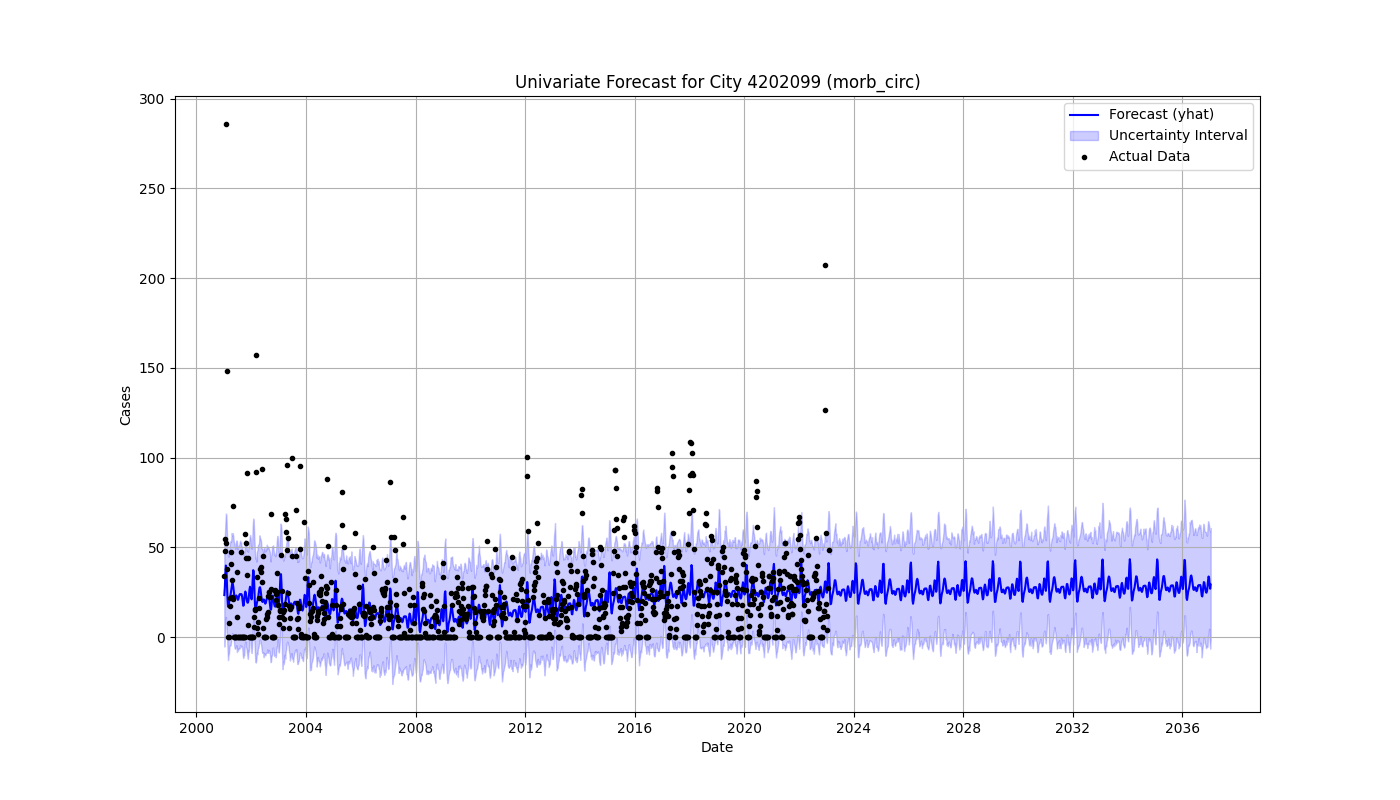 Univariate Forecast for City 4202099 (morb_circ)
Forecast (yhat)
Uncertainty Interval
Actual Data
300
250
200
150
100
50
0
Cases
2000 2004 2008 2012 2016 2020 2024 2028 2032 2036
Date